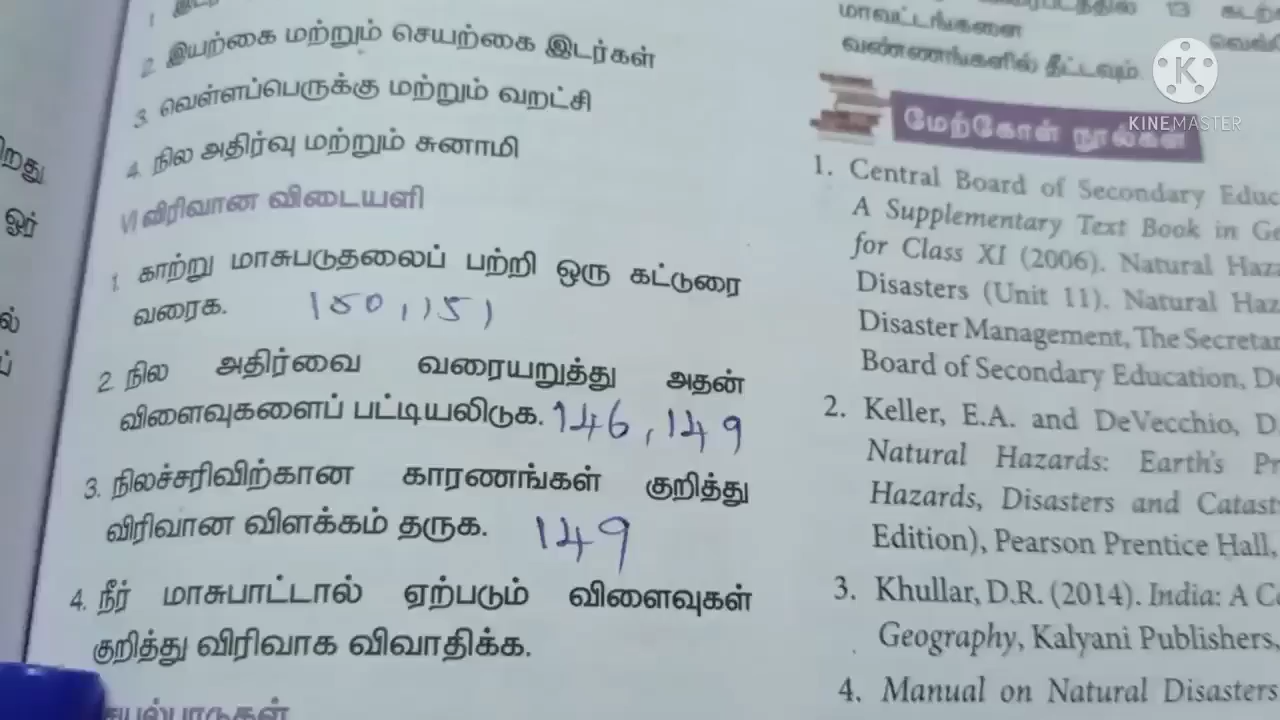 2. இயற்கை மற்றும் செயற்கை இடர்கள்
3. வெள்ளப்பெருக்கு மற்றும் வறட்சி
4. நில அதிர்வு மற்றும் சுனாமி
VI விரிவான விடையளி
1. காற்று மாசுபடுதலைப் பற்றி ஒரு கட்டுரை
வரைக. 150, 151
2. நில அதிர்வை வரையறுத்து அதன்
விளைவுகளைப் பட்டியலிடுக. 146, 149
3. நிலச்சரிவிற்கான காரணங்கள் குறித்து
விரிவான விளக்கம் தருக. 149
4. நீர் மாசுபாட்டால் ஏற்படும் விளைவுகள்
குறித்து விரிவாக விவாதிக்க.
13
மாவட்டங்களை
வண்ணங்களில் தீட்டவும்.
KINEMASTER
மேற்கோள் நூல்கள்
1. Central Board of Secondary Educ
A Supplementary Text Book in Ge
for Class XI (2006). Natural Haza
Disasters (Unit 11). Natural Haz
Disaster Management, The Secretar
Board of Secondary Education, D
2. Keller, E.A. and DeVecchio, D.
Natural Hazards: Earth's Pr
Hazards, Disasters and Catast
Edition), Pearson Prentice Hall,
3. Khullar, D.R. (2014). India: A C
Geography, Kalyani Publishers,
4. Manual on Natural Disasters